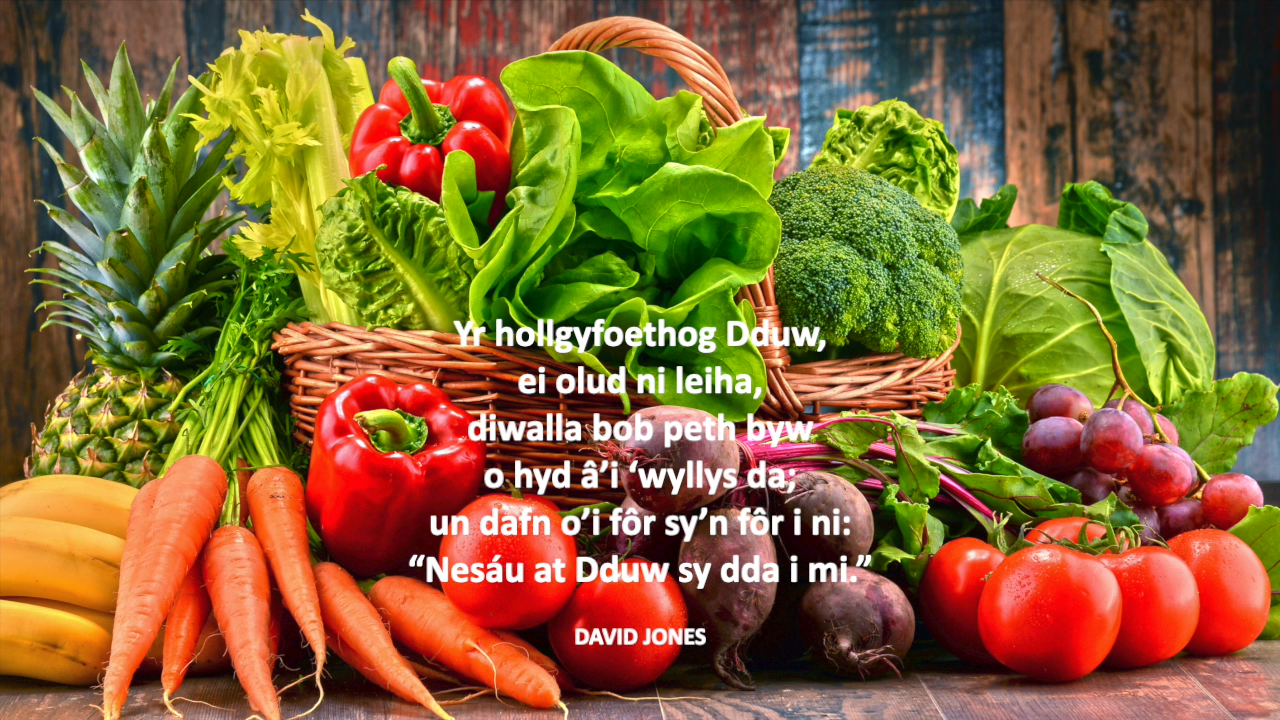 Yr hollgyfoethog Dduw,
ei olud ni leiha,
diwalla bob peth byw
o hyd â’i ‘wyllys da;
un dafn o’i fôr sy’n fôr i ni:
“Nesáu at Dduw sy dda i mi.”
DAVID JONES